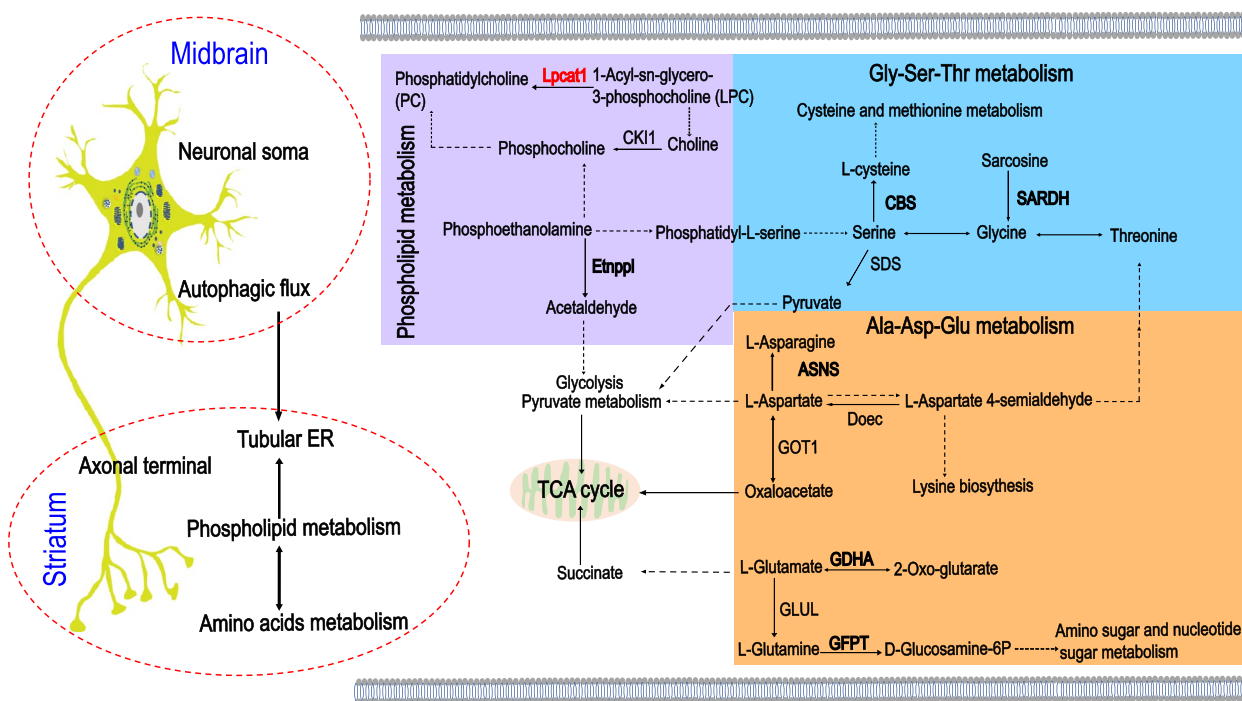 Midbrain
Neuronal soma
Autophagic flux
Tubular ER
Axonal terminal
Striatum
Phospholipid metabolism
Amino acids metabolism
Phospholipid metabolism
Phosphatidylcholine
(PC)
Lpcat1
1-Acyl-sn-glycero-
3-phosphocholine (LPC)
CKI1
Choline
Phosphocholine
Phosphoethanolamine
Phosphatidyl-L-serine
Etnppl
Acetaldehyde
Glycolysis
Pyruvate metabolism
TCA cycle
Succinate
Gly-Ser-Thr metabolism
Cysteine and methionine metabolism
L-cysteine
Sarcosine
CBS
SARDH
Serine
Glycine
Threonine
SDS
Pyruvate
Ala-Asp-Glu metabolism
L-Asparagine
ASNS
L-Aspartate
L-Aspartate 4-semialdehyde
Doec
GOT1
Oxaloacetate
Lysine biosythesis
L-Glutamate
GDHA
2-Oxo-glutarate
GLUL
L-Glutamine
GFPT
D-Glucosamine-6P
Amino sugar and nucleotide
sugar metabolism